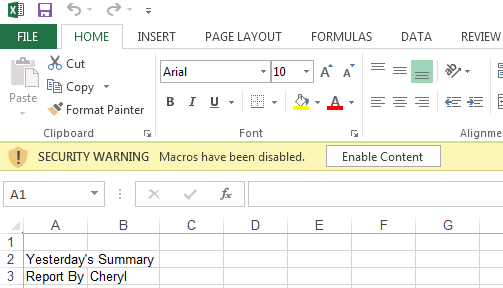 FILE HOME INSERT PAGE LAYOUT FORMULAS DATA REVIEW
Cut
Copy
Format Painter
Paste
Clipboard
Arial 10 A A
B I U A
Font
Alignme
SECURITY WARNING Macros have been disabled. Enable Content
A1 fx
A B C D E F G
1
2 Yesterday's Summary
3 Report By Cheryl